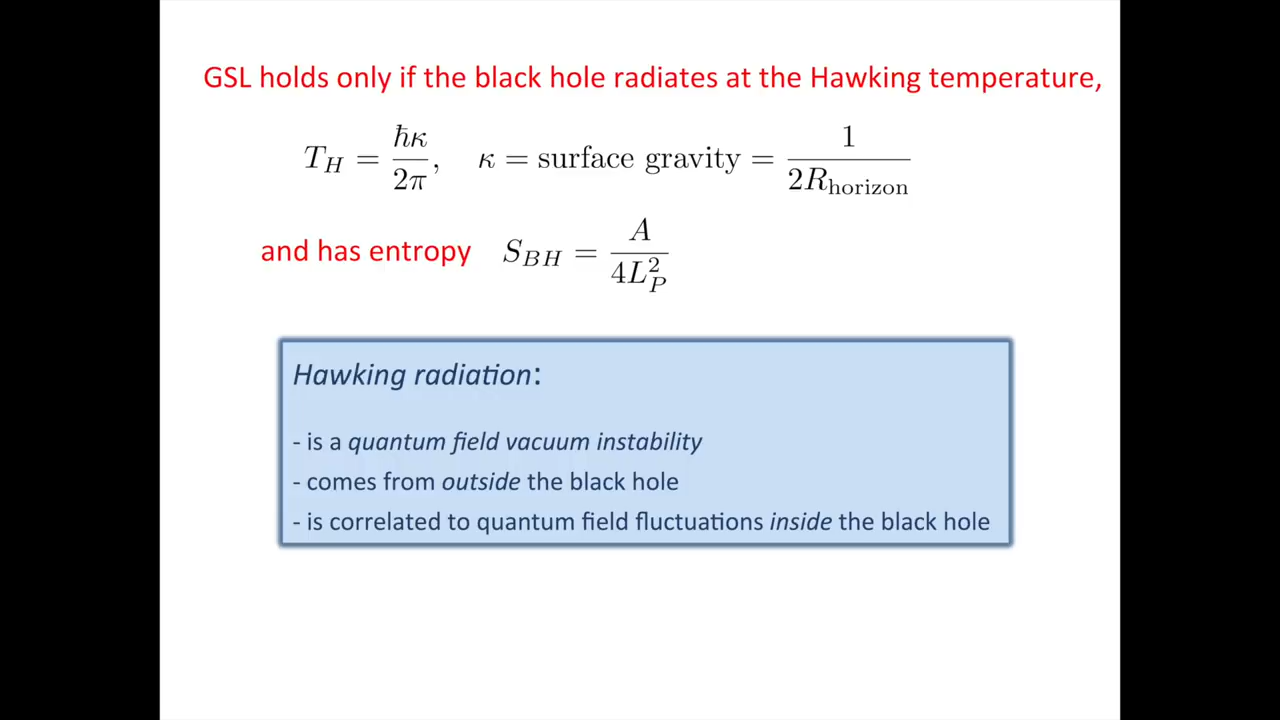 GSL holds only if the black hole radiates at the Hawking temperature,
T_H = ħκ / 2π, κ = surface gravity = 1 / 2R_horizon
and has entropy S_BH = A / 4L_P^2
Hawking radiation:
- is a quantum field vacuum instability
- comes from outside the black hole
- is correlated to quantum field fluctuations inside the black hole